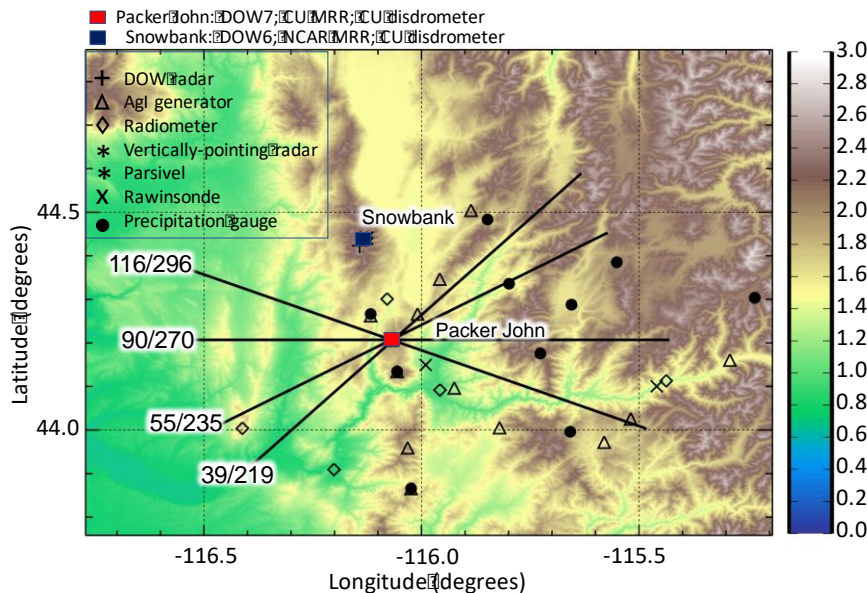 Packer John: DOW7; CU MRR; CU disdrometer
Snowbank: DOW6; NCAR MRR; CU disdrometer
DOW radar
AgI generator
Radiometer
Vertically-pointing radar
Parsivel
Rawinsonde
Precipitation gauge
Snowbank
Packer John
116/296
90/270
55/235
39/219
44.5
44.0
Latitude (degrees)
-116.5
-116.0
-115.5
Longitude (degrees)
3.0
2.8
2.6
2.4
2.2
2.0
1.8
1.6
1.4
1.2
1.0
0.8
0.6
0.4
0.2
0.0